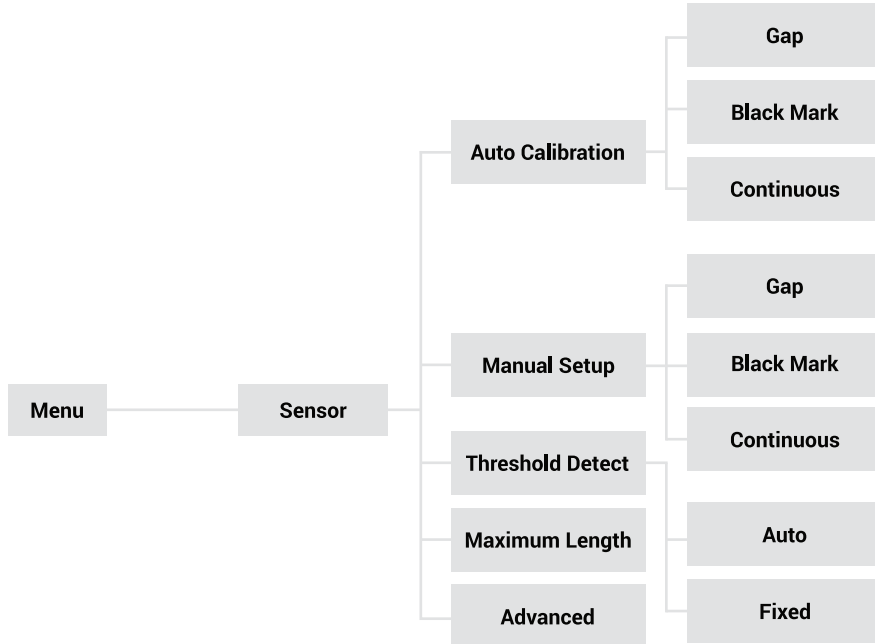 Menu
Sensor
Auto Calibration
Gap
Black Mark
Continuous
Manual Setup
Gap
Black Mark
Continuous
Threshold Detect
Auto
Fixed
Maximum Length
Advanced